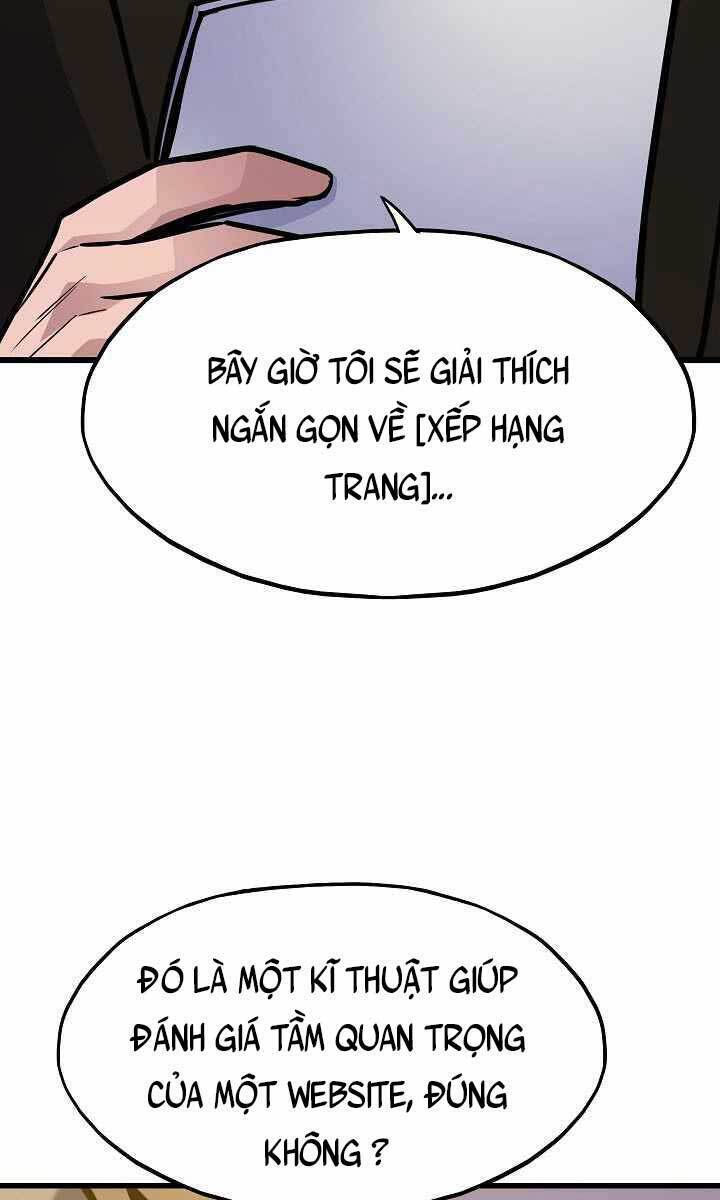 BÂY GIỜ TÔI SẼ GIẢI THÍCH
NGẮN GỌN VỀ [XẾP HẠNG
TRANG]...
ĐÓ LÀ MỘT KĨ THUẬT GIÚP
ĐÁNH GIÁ TẦM QUAN TRỌNG
CỦA MỘT WEBSITE, ĐÚNG
KHÔNG ?